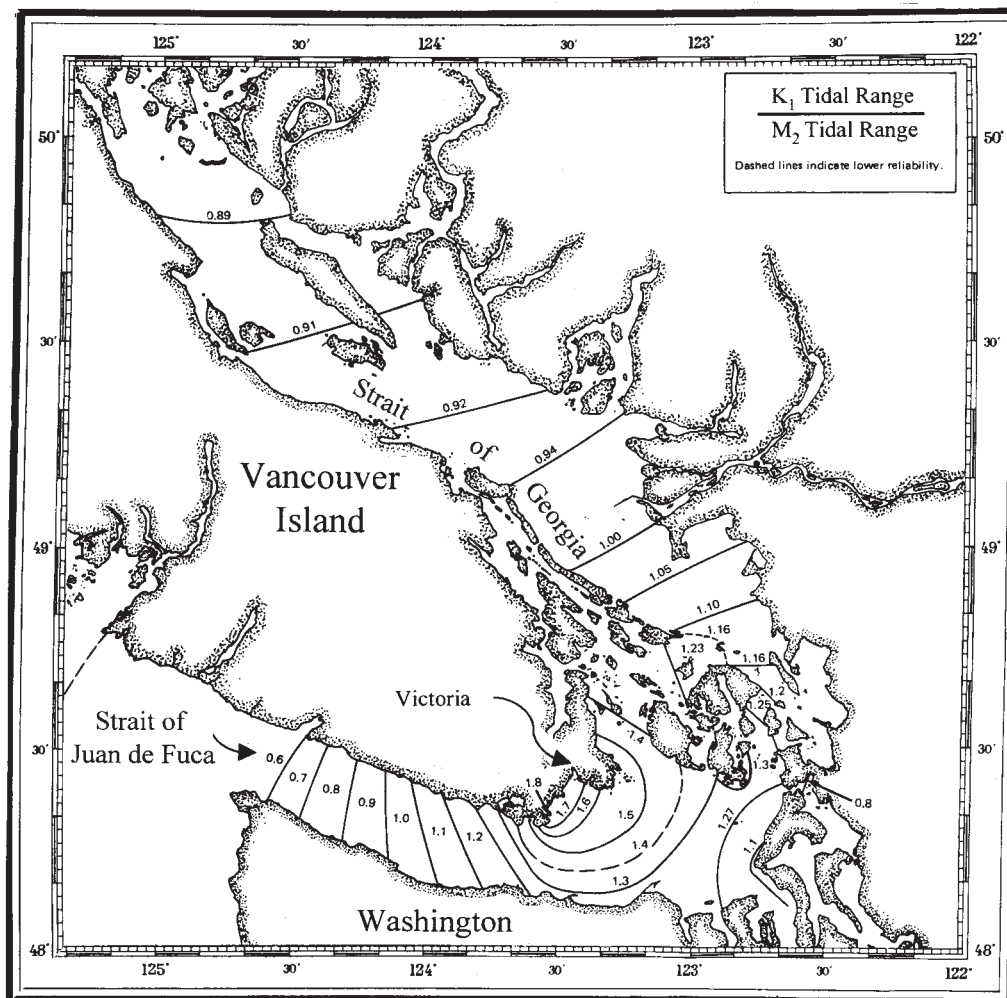 125° 30′ 124° 30′ 123° 30′ 122°
K₁ Tidal Range
M₂ Tidal Range
Dashed lines indicate lower reliability.
50° 50°
0.89
30′ 30′
0.91
Strait
0.92
of
0.94
Vancouver
Island
Georgia
1.00
49° 49°
1.05
1.10
1.16
1.23
1.16
1.2
1.25
Victoria
1.4
Strait of
Juan de Fuca
30′ 30′
0.6
0.7
0.8
0.9
1.0
1.1
1.2
1.8
1.7
1.6
1.5
1.4
1.3
1.3
0.8
1.27
1.1
Washington
48° 48°
125° 30′ 124° 30′ 123° 30′ 122°